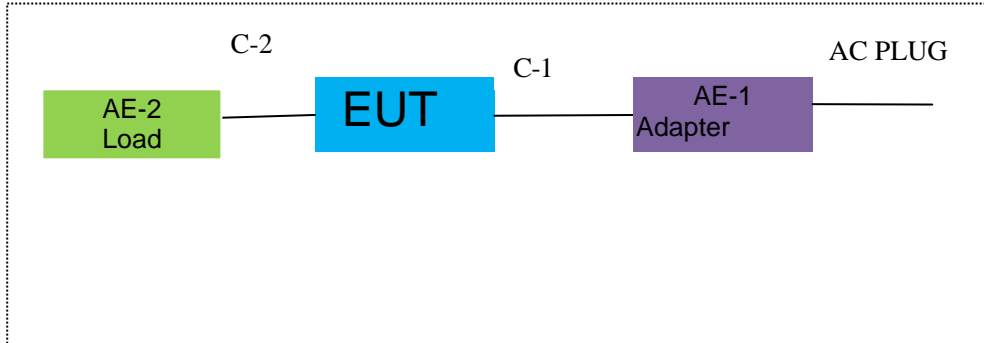 C-2
C-1
AC PLUG
AE-2
Load
EUT
AE-1
Adapter